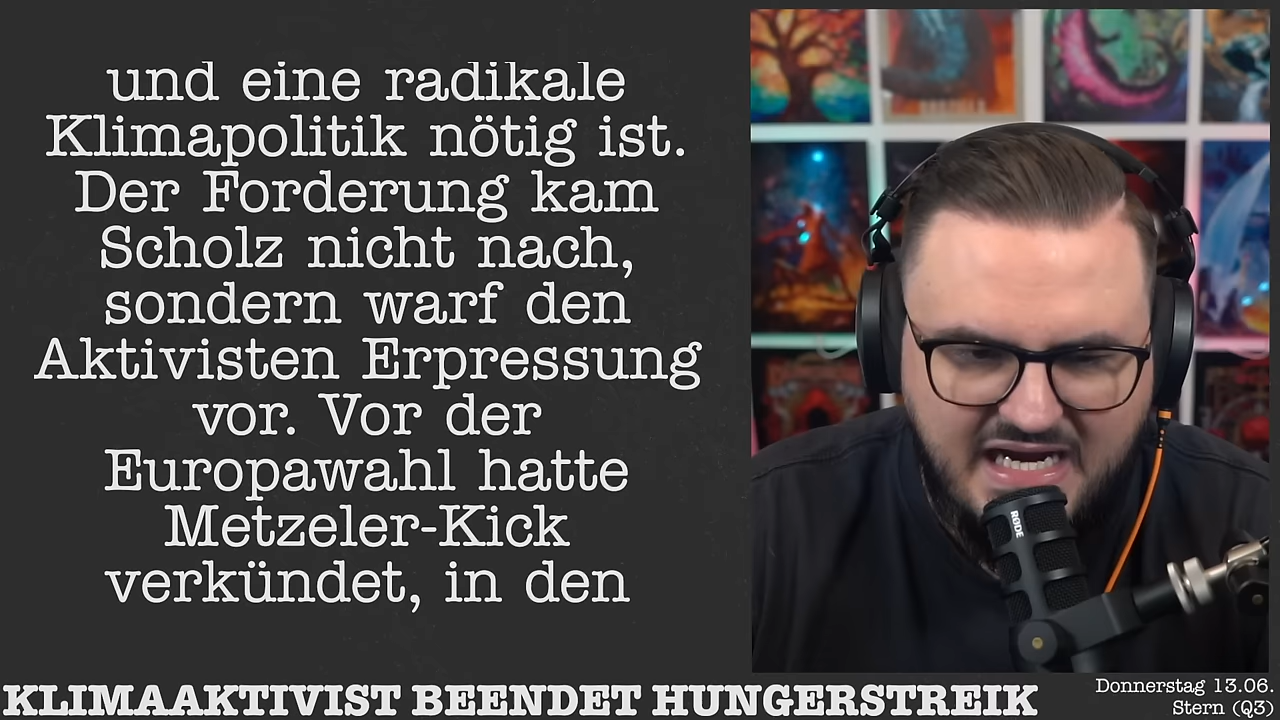 und eine radikale
Klimapolitik nötig ist.
Der Forderung kam
Scholz nicht nach,
sondern warf den
Aktivisten Erpressung
vor. Vor der
Europawahl hatte
Metzeler-Kick
verkündet, in den
RØDE
KLIMAAKTIVIST BEENDET HUNGERSTREIK
Donnerstag 13.06.
Stern (Q3)